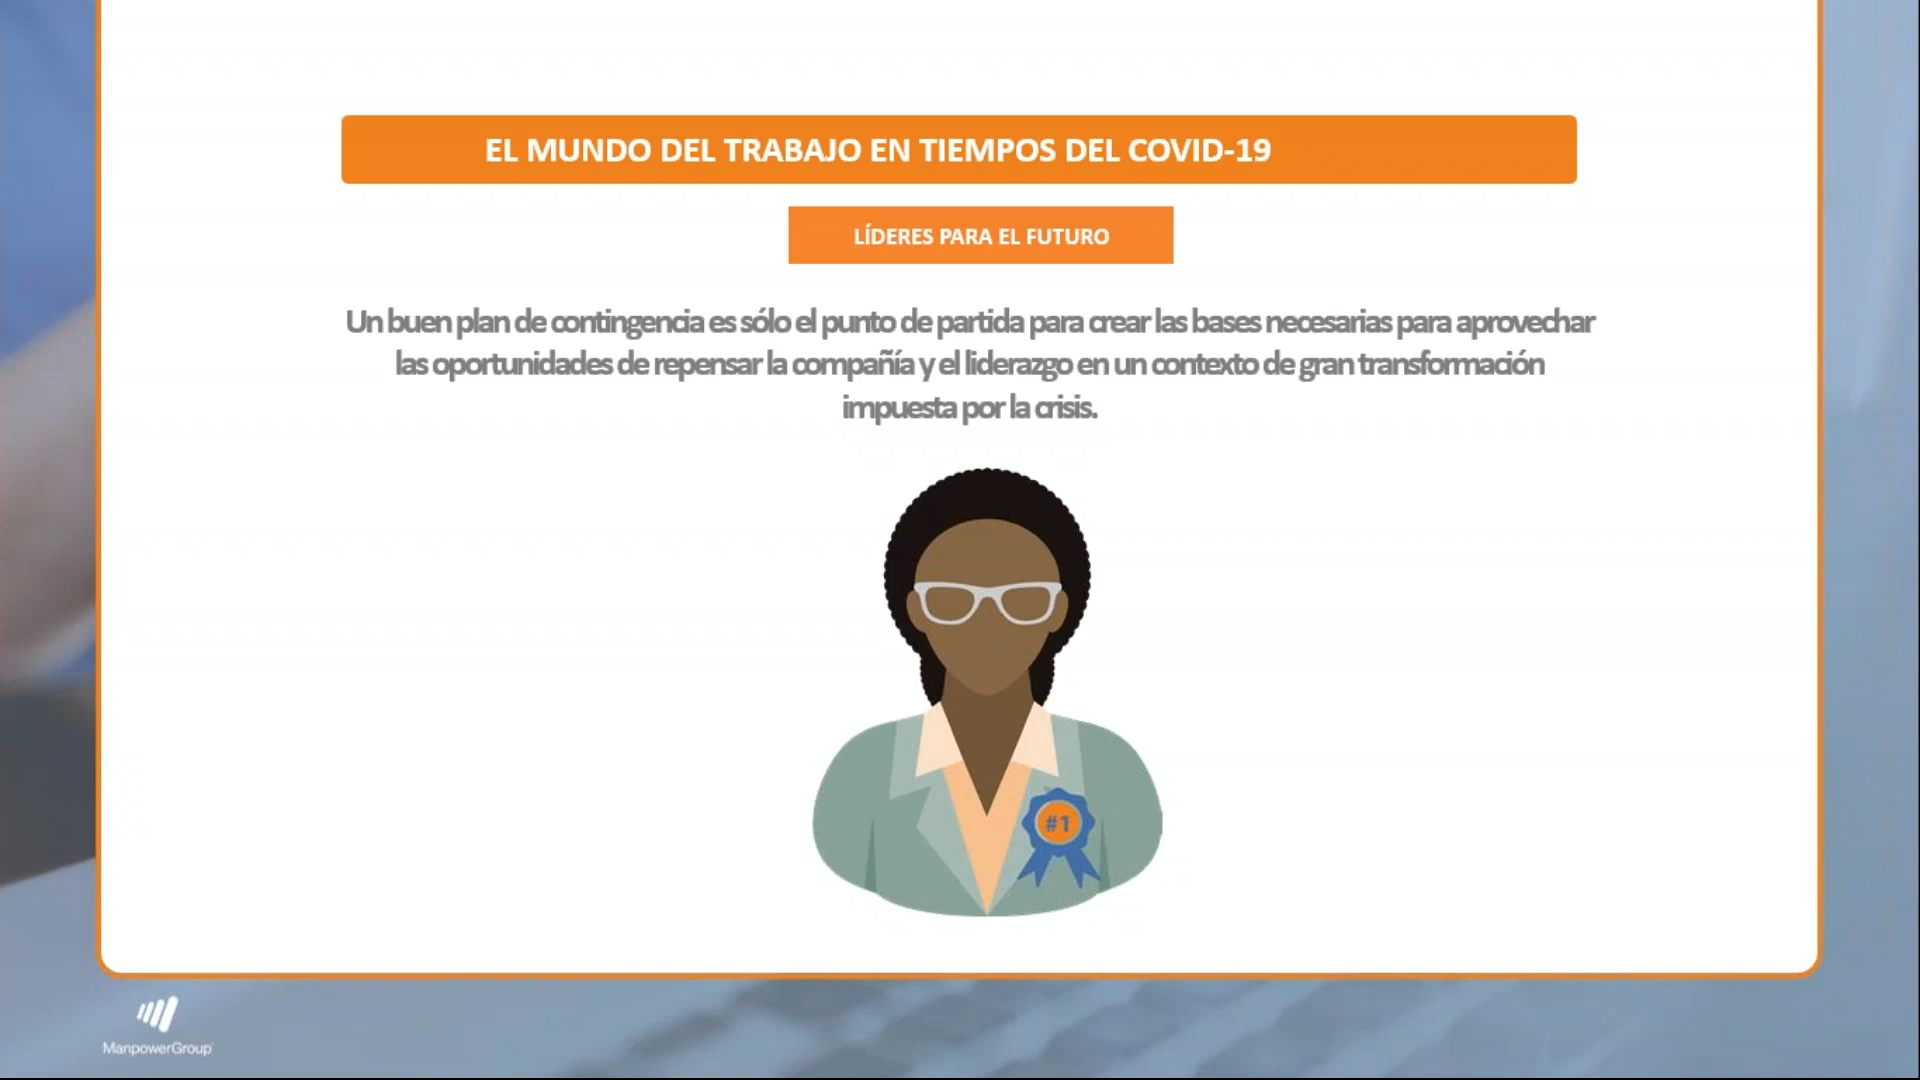 EL MUNDO DEL TRABAJO EN TIEMPOS DEL COVID-19
LÍDERES PARA EL FUTURO
Un buen plan de contingencia es sólo el punto de partida para crear las bases necesarias para aprovechar
las oportunidades de repensar la compañía y el liderazgo en un contexto de gran transformación
impuesta por la crisis.
#1
ManpowerGroup